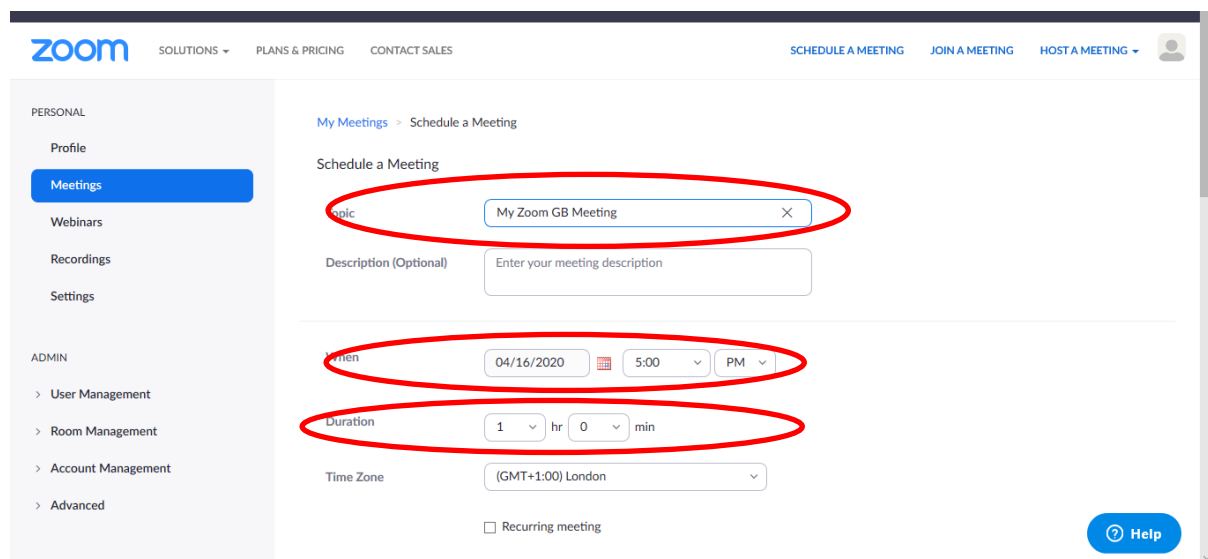 zoom SOLUTIONS PLANS & PRICING CONTACT SALES SCHEDULE A MEETING JOIN A MEETING HOST A MEETING
PERSONAL
Profile
Meetings
Webinars
Recordings
Settings
ADMIN
> User Management
> Room Management
> Account Management
> Advanced
My Meetings > Schedule a Meeting
Schedule a Meeting
Topic My Zoom GB Meeting
Description (Optional) Enter your meeting description
When 04/16/2020 5:00 PM
Duration 1 hr 0 min
Time Zone (GMT+1:00) London
Recurring meeting
? Help